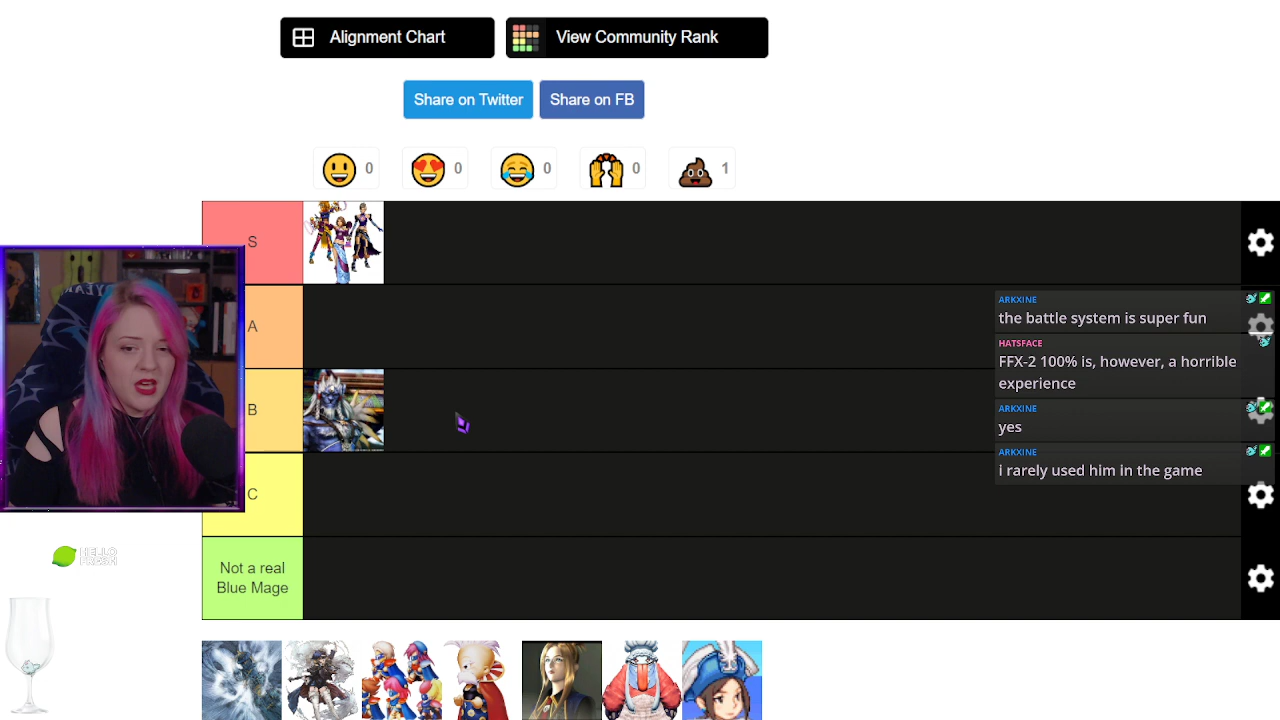 Alignment Chart
View Community Rank
Share on Twitter
Share on FB
0
0
0
0
1
S
A
B
C
Not a real
Blue Mage
ARKXINE
the battle system is super fun
HATSFACE
FFX-2 100% is, however, a horrible
experience
ARKXINE
yes
ARKXINE
i rarely used him in the game
HELLO
FRESH